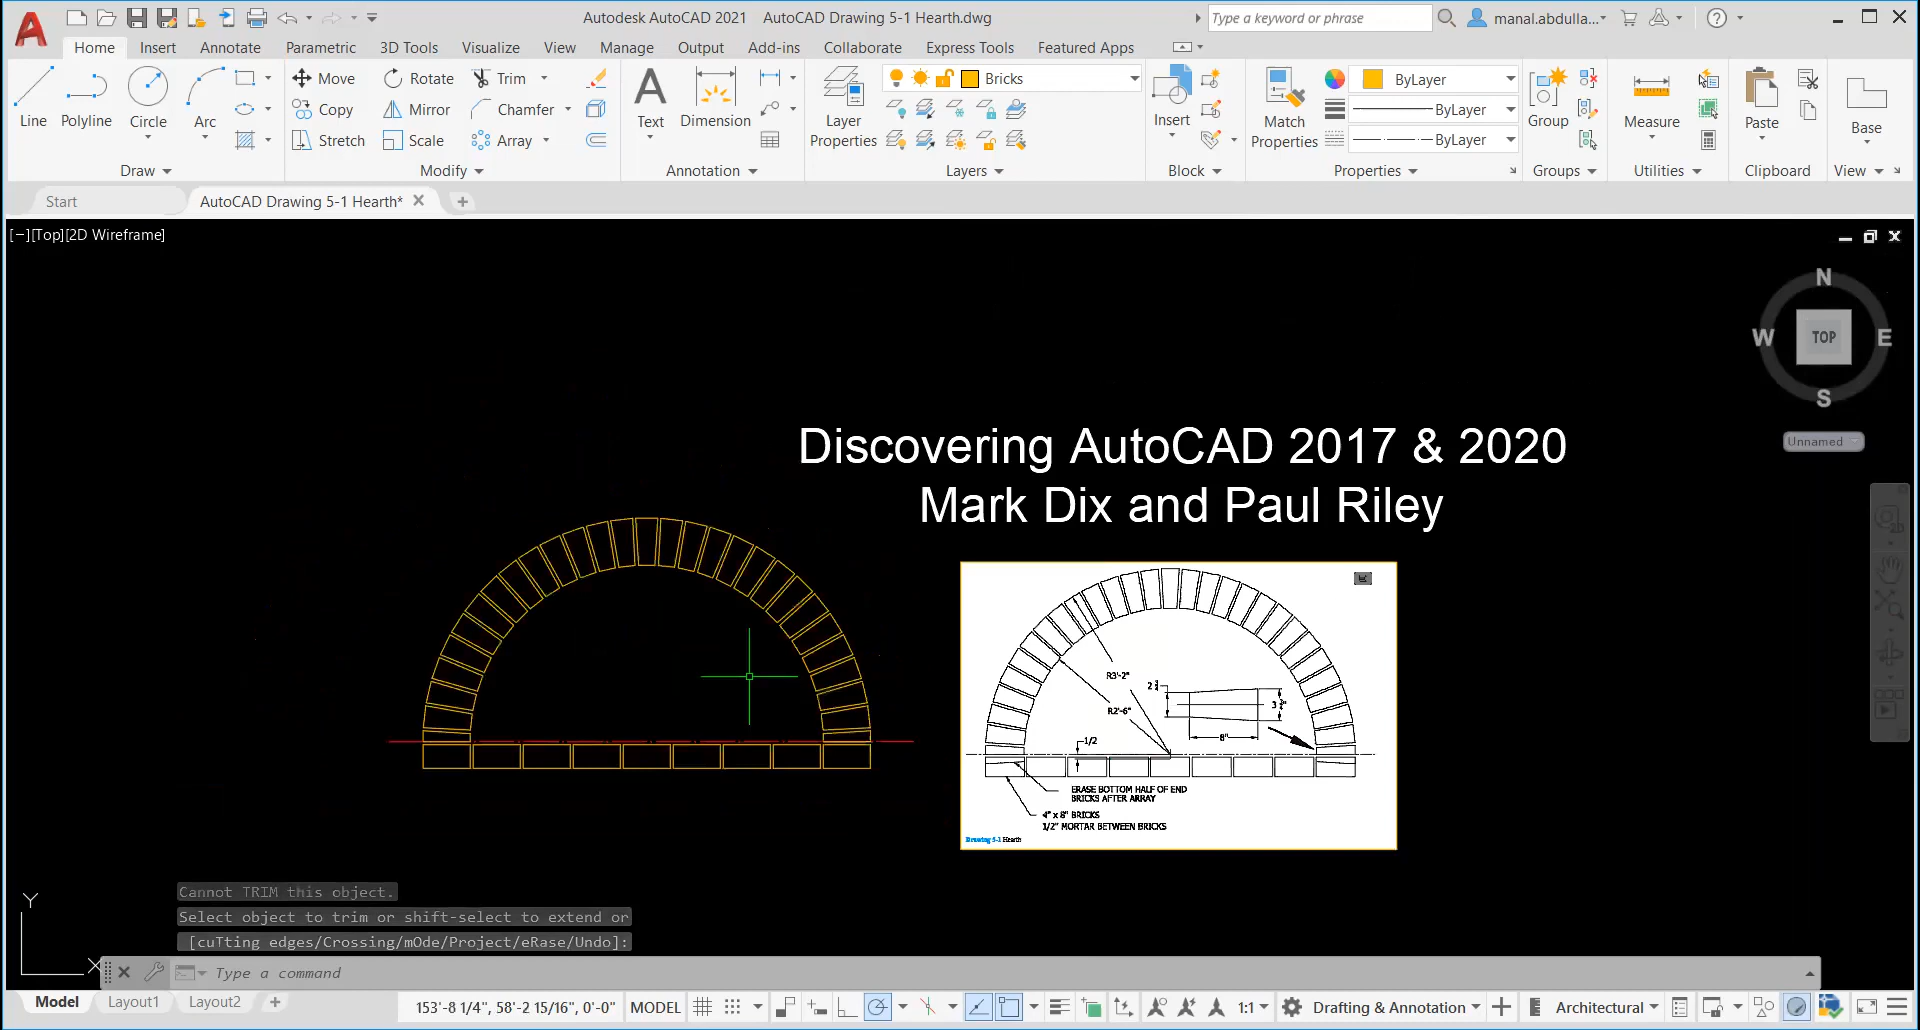 Autodesk AutoCAD 2021 AutoCAD Drawing 5-1 Hearth.dwg
Type a keyword or phrase
manal.abdulla...
Home Insert Annotate Parametric 3D Tools Visualize View Manage Output Add-ins Collaborate Express Tools Featured Apps
Line
Polyline
Circle
Arc
Move
Rotate
Trim
Copy
Mirror
Chamfer
Stretch
Scale
Array
Text
Dimension
Layer
Properties
Bricks
Insert
Match
Properties
ByLayer
ByLayer
ByLayer
Group
Measure
Paste
Base
Draw Modify Annotation Layers Block Properties Groups Utilities Clipboard View
Start AutoCAD Drawing 5-1 Hearth*
[−][Top][2D Wireframe]
N
W TOP E
S
Unnamed
Discovering AutoCAD 2017 & 2020
Mark Dix and Paul Riley
R3'-2"
R2'-6"
8"
1/2
ERASE BOTTOM HALF OF END
BRICKS AFTER ARRAY
4" x 8" BRICKS
1/2" MORTAR BETWEEN BRICKS
Drawing 5-1 Hearth
Cannot TRIM this object.
Select object to trim or shift-select to extend or
[cuTting edges/Crossing/mOde/Project/eRase/Undo]:
Y
X
Type a command
Model Layout1 Layout2
153'-8 1/4", 58'-2 15/16", 0'-0" MODEL 1:1 Drafting & Annotation Architectural